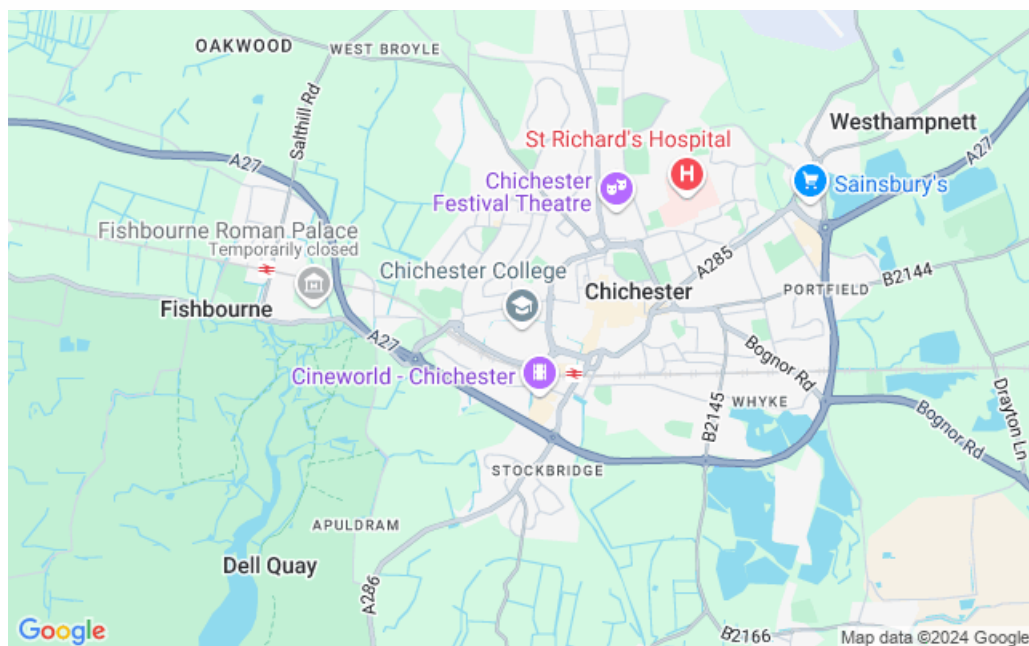 OAKWOOD
WEST BROYLE
Salthill Rd
Westhampnett
St Richard's Hospital
A27
A27
H
Chichester
Festival Theatre
Sainsbury's
Fishbourne Roman Palace
Temporarily closed
Chichester College
A285
B2144
Chichester
PORTFIELD
Fishbourne
A27
Cineworld - Chichester
Bognor Rd
WHYKE
B2145
Bognor Rd
Drayton Ln
STOCKBRIDGE
APULDRAM
Dell Quay
A286
B2166
Google
Map data ©2024 Google